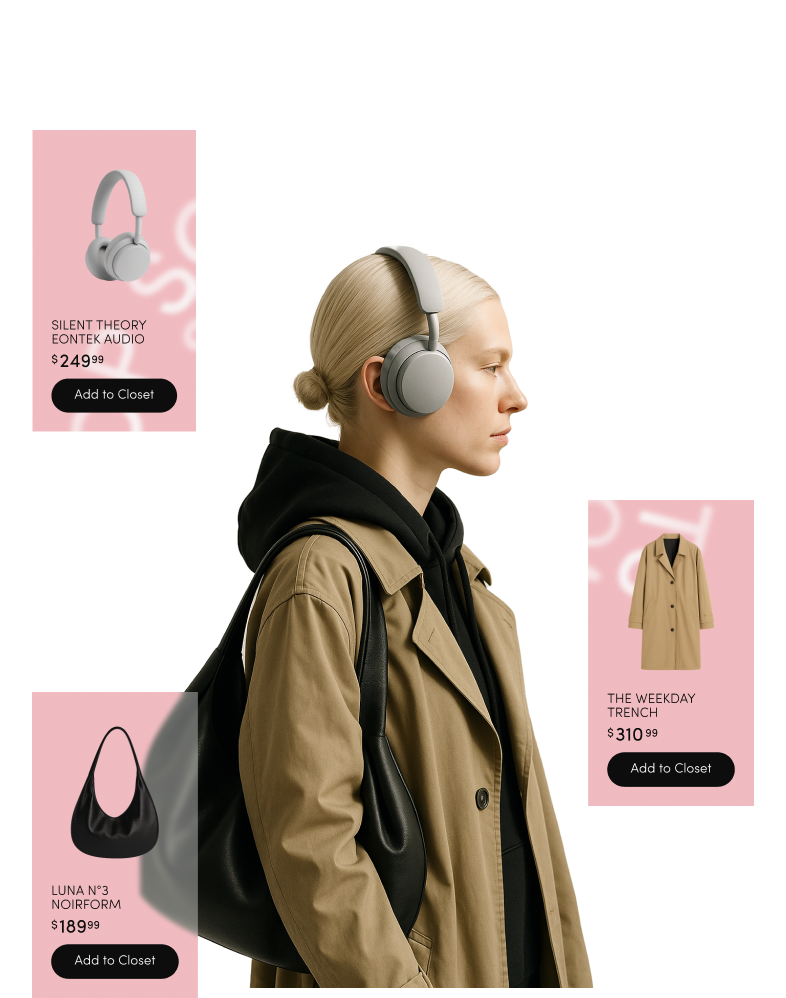 SILENT THEORY
EONTEK AUDIO
$249⁹⁹
Add to Closet
THE WEEKDAY
TRENCH
$310⁹⁹
Add to Closet
LUNA N°3
NOIRFORM
$189⁹⁹
Add to Closet